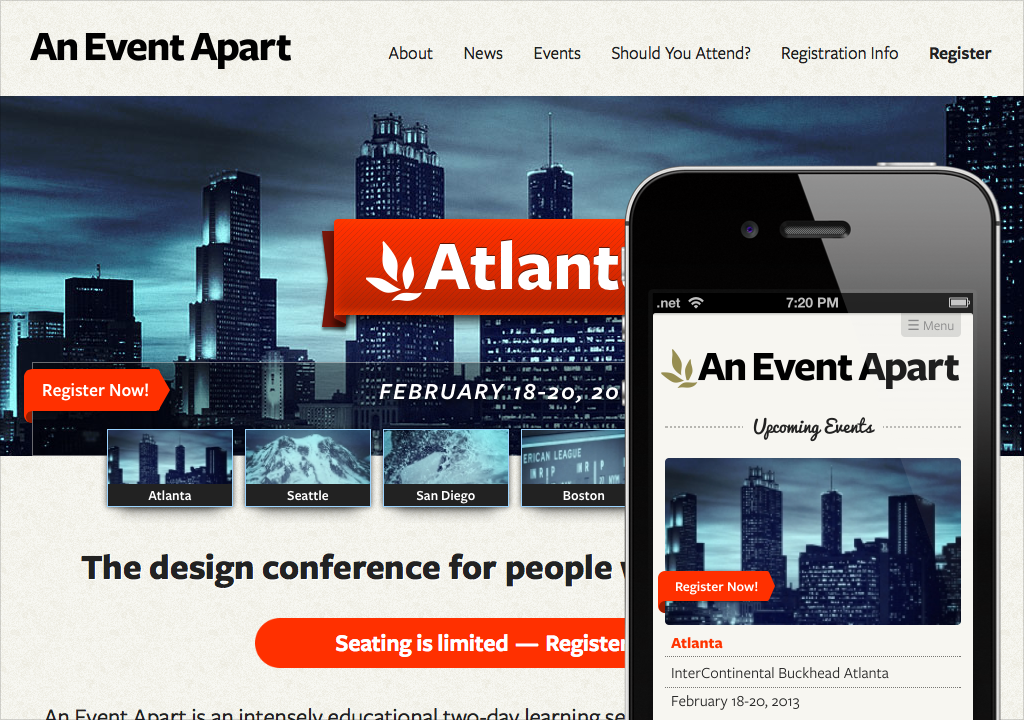 An Event Apart
About News Events Should You Attend? Registration Info Register
Atlant
Register Now!
FEBRUARY 18-20, 20
Atlanta Seattle San Diego Boston
ERICAN LEAGUE
The design conference for people
Seating is limited — Register
An Event Apart is an intensely educational two-day learning se
.net 7:20 PM
☰ Menu
An Event Apart
Upcoming Events
Register Now!
Atlanta
InterContinental Buckhead Atlanta
February 18-20, 2013